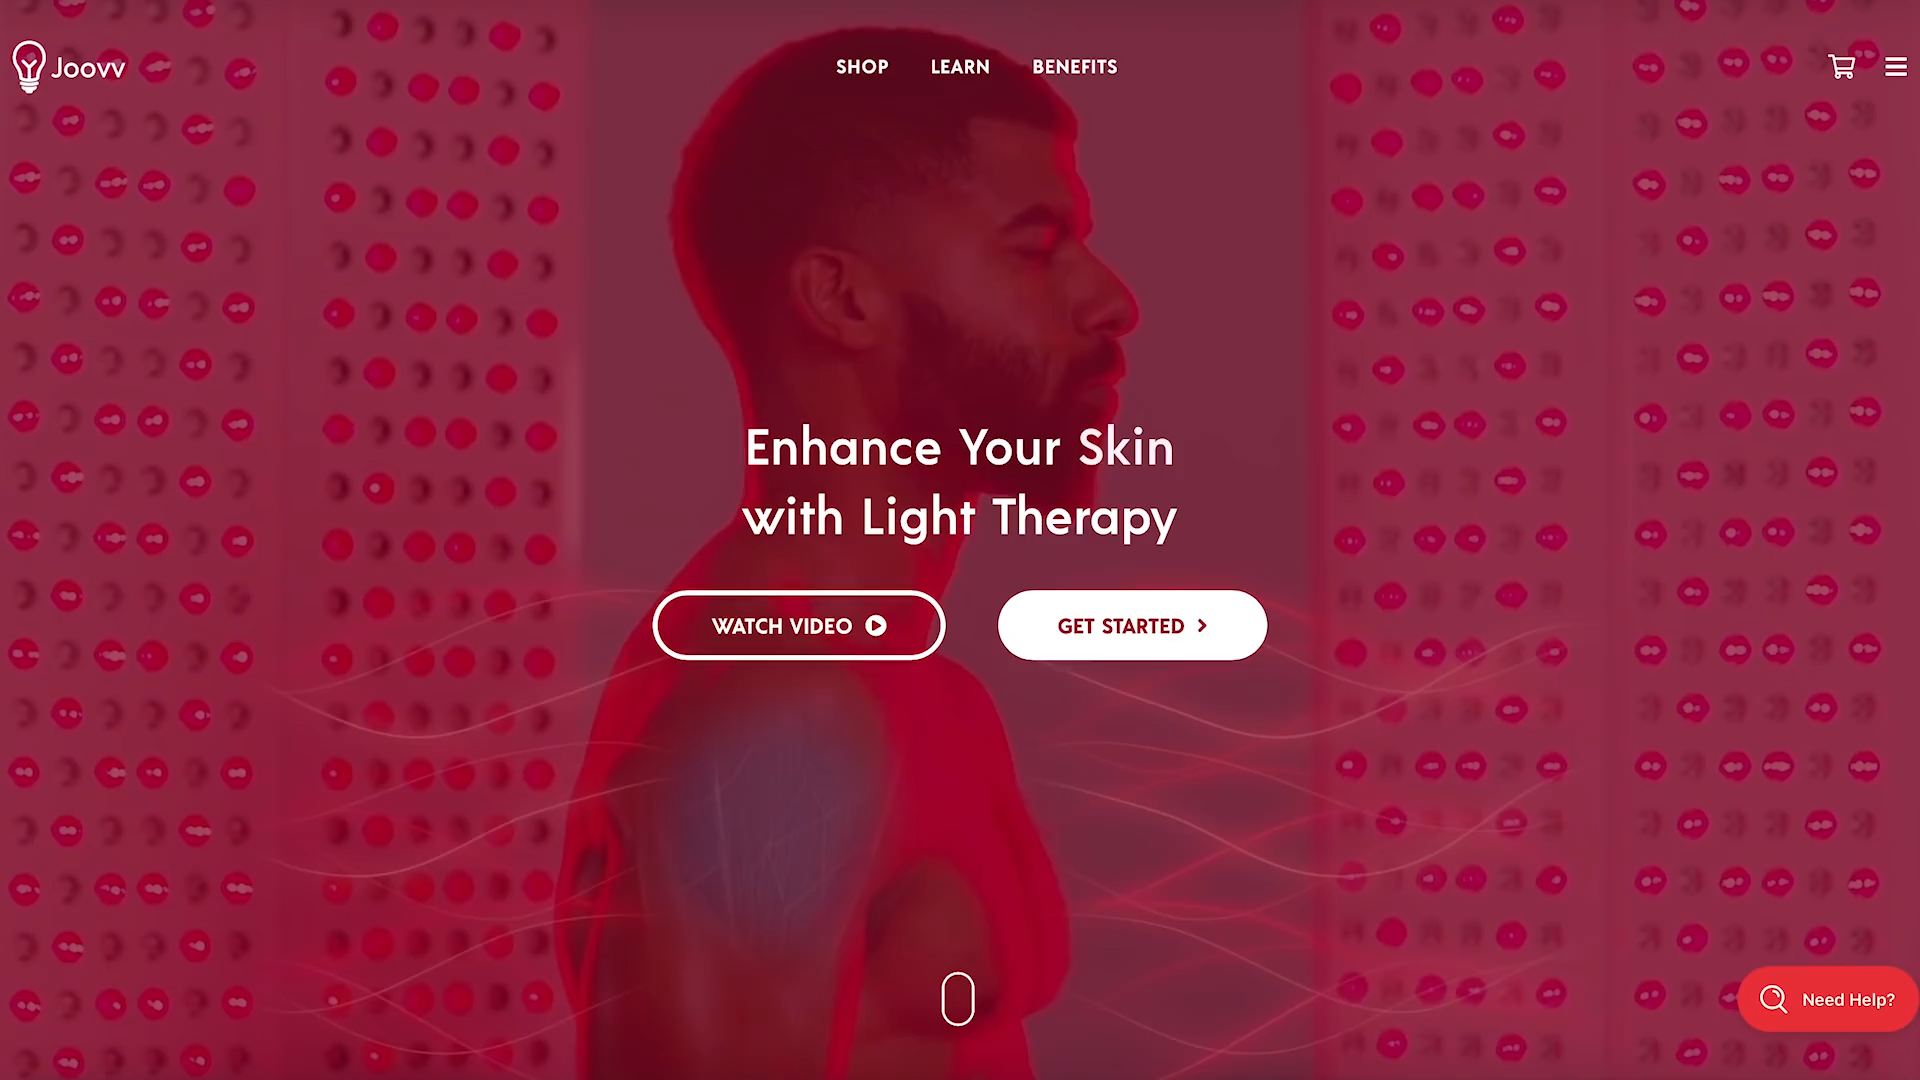 Joovv
SHOP
LEARN
BENEFITS
Enhance Your Skin
with Light Therapy
WATCH VIDEO
GET STARTED
Need Help?